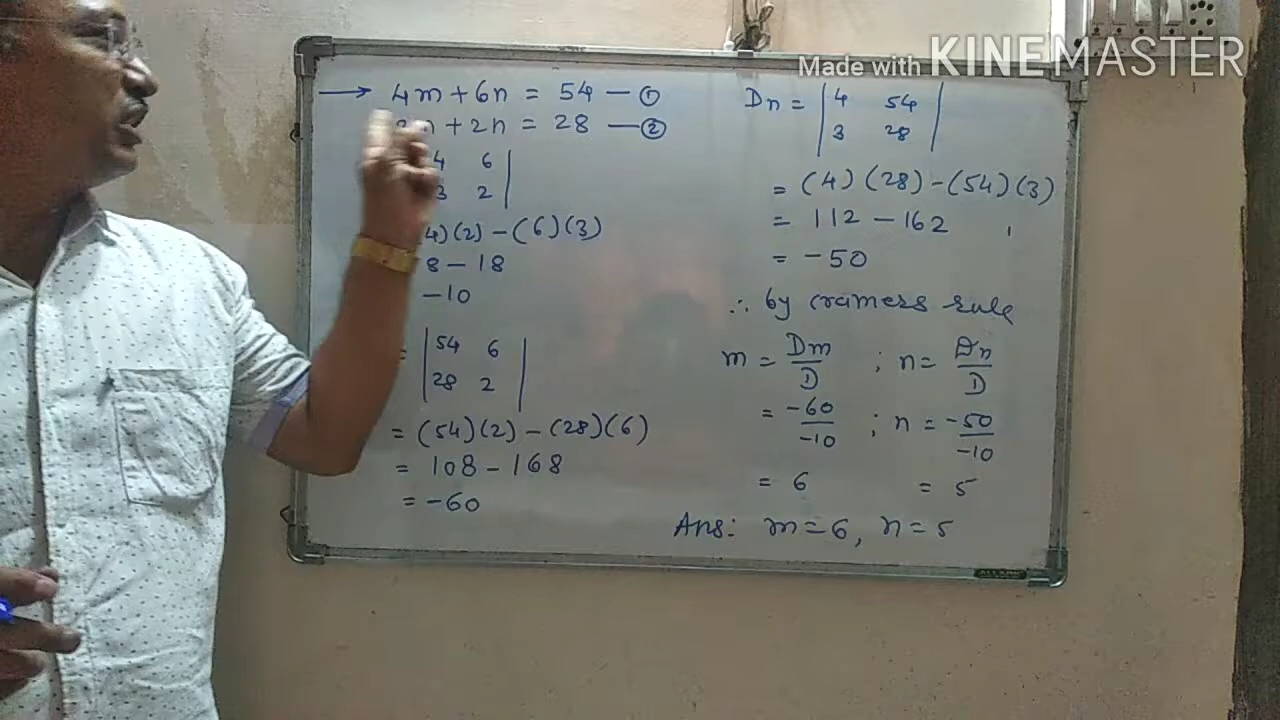 Made with KINEMASTER
→ 4m + 6n = 54 — ①
+ 2n = 28 — ②
4 6
3 2
4)(2) - (6)(3)
8 - 18
-10
= | 54 6 |
| 28 2 |
= (54)(2) - (28)(6)
= 108 - 168
= -60
Dn = | 4 54 |
| 3 28 |
= (4)(28) - (54)(3)
= 112 - 162
= -50
∴ by cramers rule
m = Dm/D ; n = Dn/D
= -60/-10 ; n = -50/-10
= 6 = 5
Ans: m = 6, n = 5